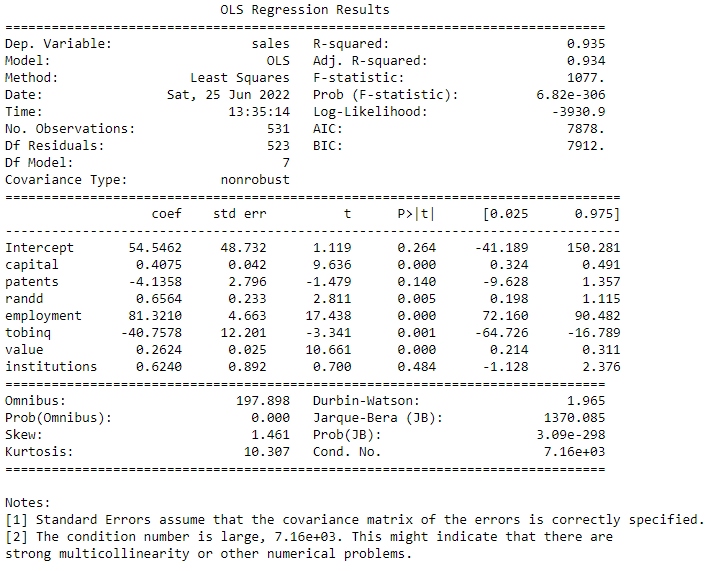 OLS Regression Results
==============================================================================
Dep. Variable:                  sales   R-squared:                       0.935
Model:                            OLS   Adj. R-squared:                  0.934
Method:                 Least Squares   F-statistic:                     1077.
Date:                Sat, 25 Jun 2022   Prob (F-statistic):          6.82e-306
Time:                        13:35:14   Log-Likelihood:                -3930.9
No. Observations:                 531   AIC:                             7878.
Df Residuals:                     523   BIC:                             7912.
Df Model:                           7
Covariance Type:            nonrobust
================================================================================
                   coef    std err          t      P>|t|      [0.025      0.975]
--------------------------------------------------------------------------------
Intercept       54.5462     48.732      1.119      0.264     -41.189     150.281
capital          0.4075      0.042      9.636      0.000       0.324       0.491
patents         -4.1358      2.796     -1.479      0.140      -9.628       1.357
randd            0.6564      0.233      2.811      0.005       0.198       1.115
employment      81.3210      4.663     17.438      0.000      72.160      90.482
tobinq         -40.7578     12.201     -3.341      0.001     -64.726     -16.789
value            0.2624      0.025     10.661      0.000       0.214       0.311
institutions     0.6240      0.892      0.700      0.484      -1.128       2.376
==============================================================================
Omnibus:                      197.898   Durbin-Watson:                   1.965
Prob(Omnibus):                  0.000   Jarque-Bera (JB):             1370.085
Skew:                           1.461   Prob(JB):                    3.09e-298
Kurtosis:                      10.307   Cond. No.                     7.16e+03
==============================================================================
Notes:
[1] Standard Errors assume that the covariance matrix of the errors is correctly specified.
[2] The condition number is large, 7.16e+03. This might indicate that there are
strong multicollinearity or other numerical problems.